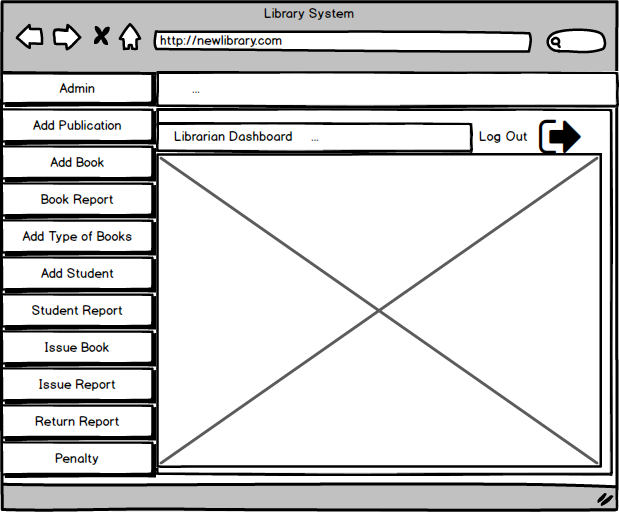 Library System
http://newlibrary.com
Admin
...
Add Publication
Librarian Dashboard ...
Log Out
Add Book
Book Report
Add Type of Books
Add Student
Student Report
Issue Book
Issue Report
Return Report
Penalty